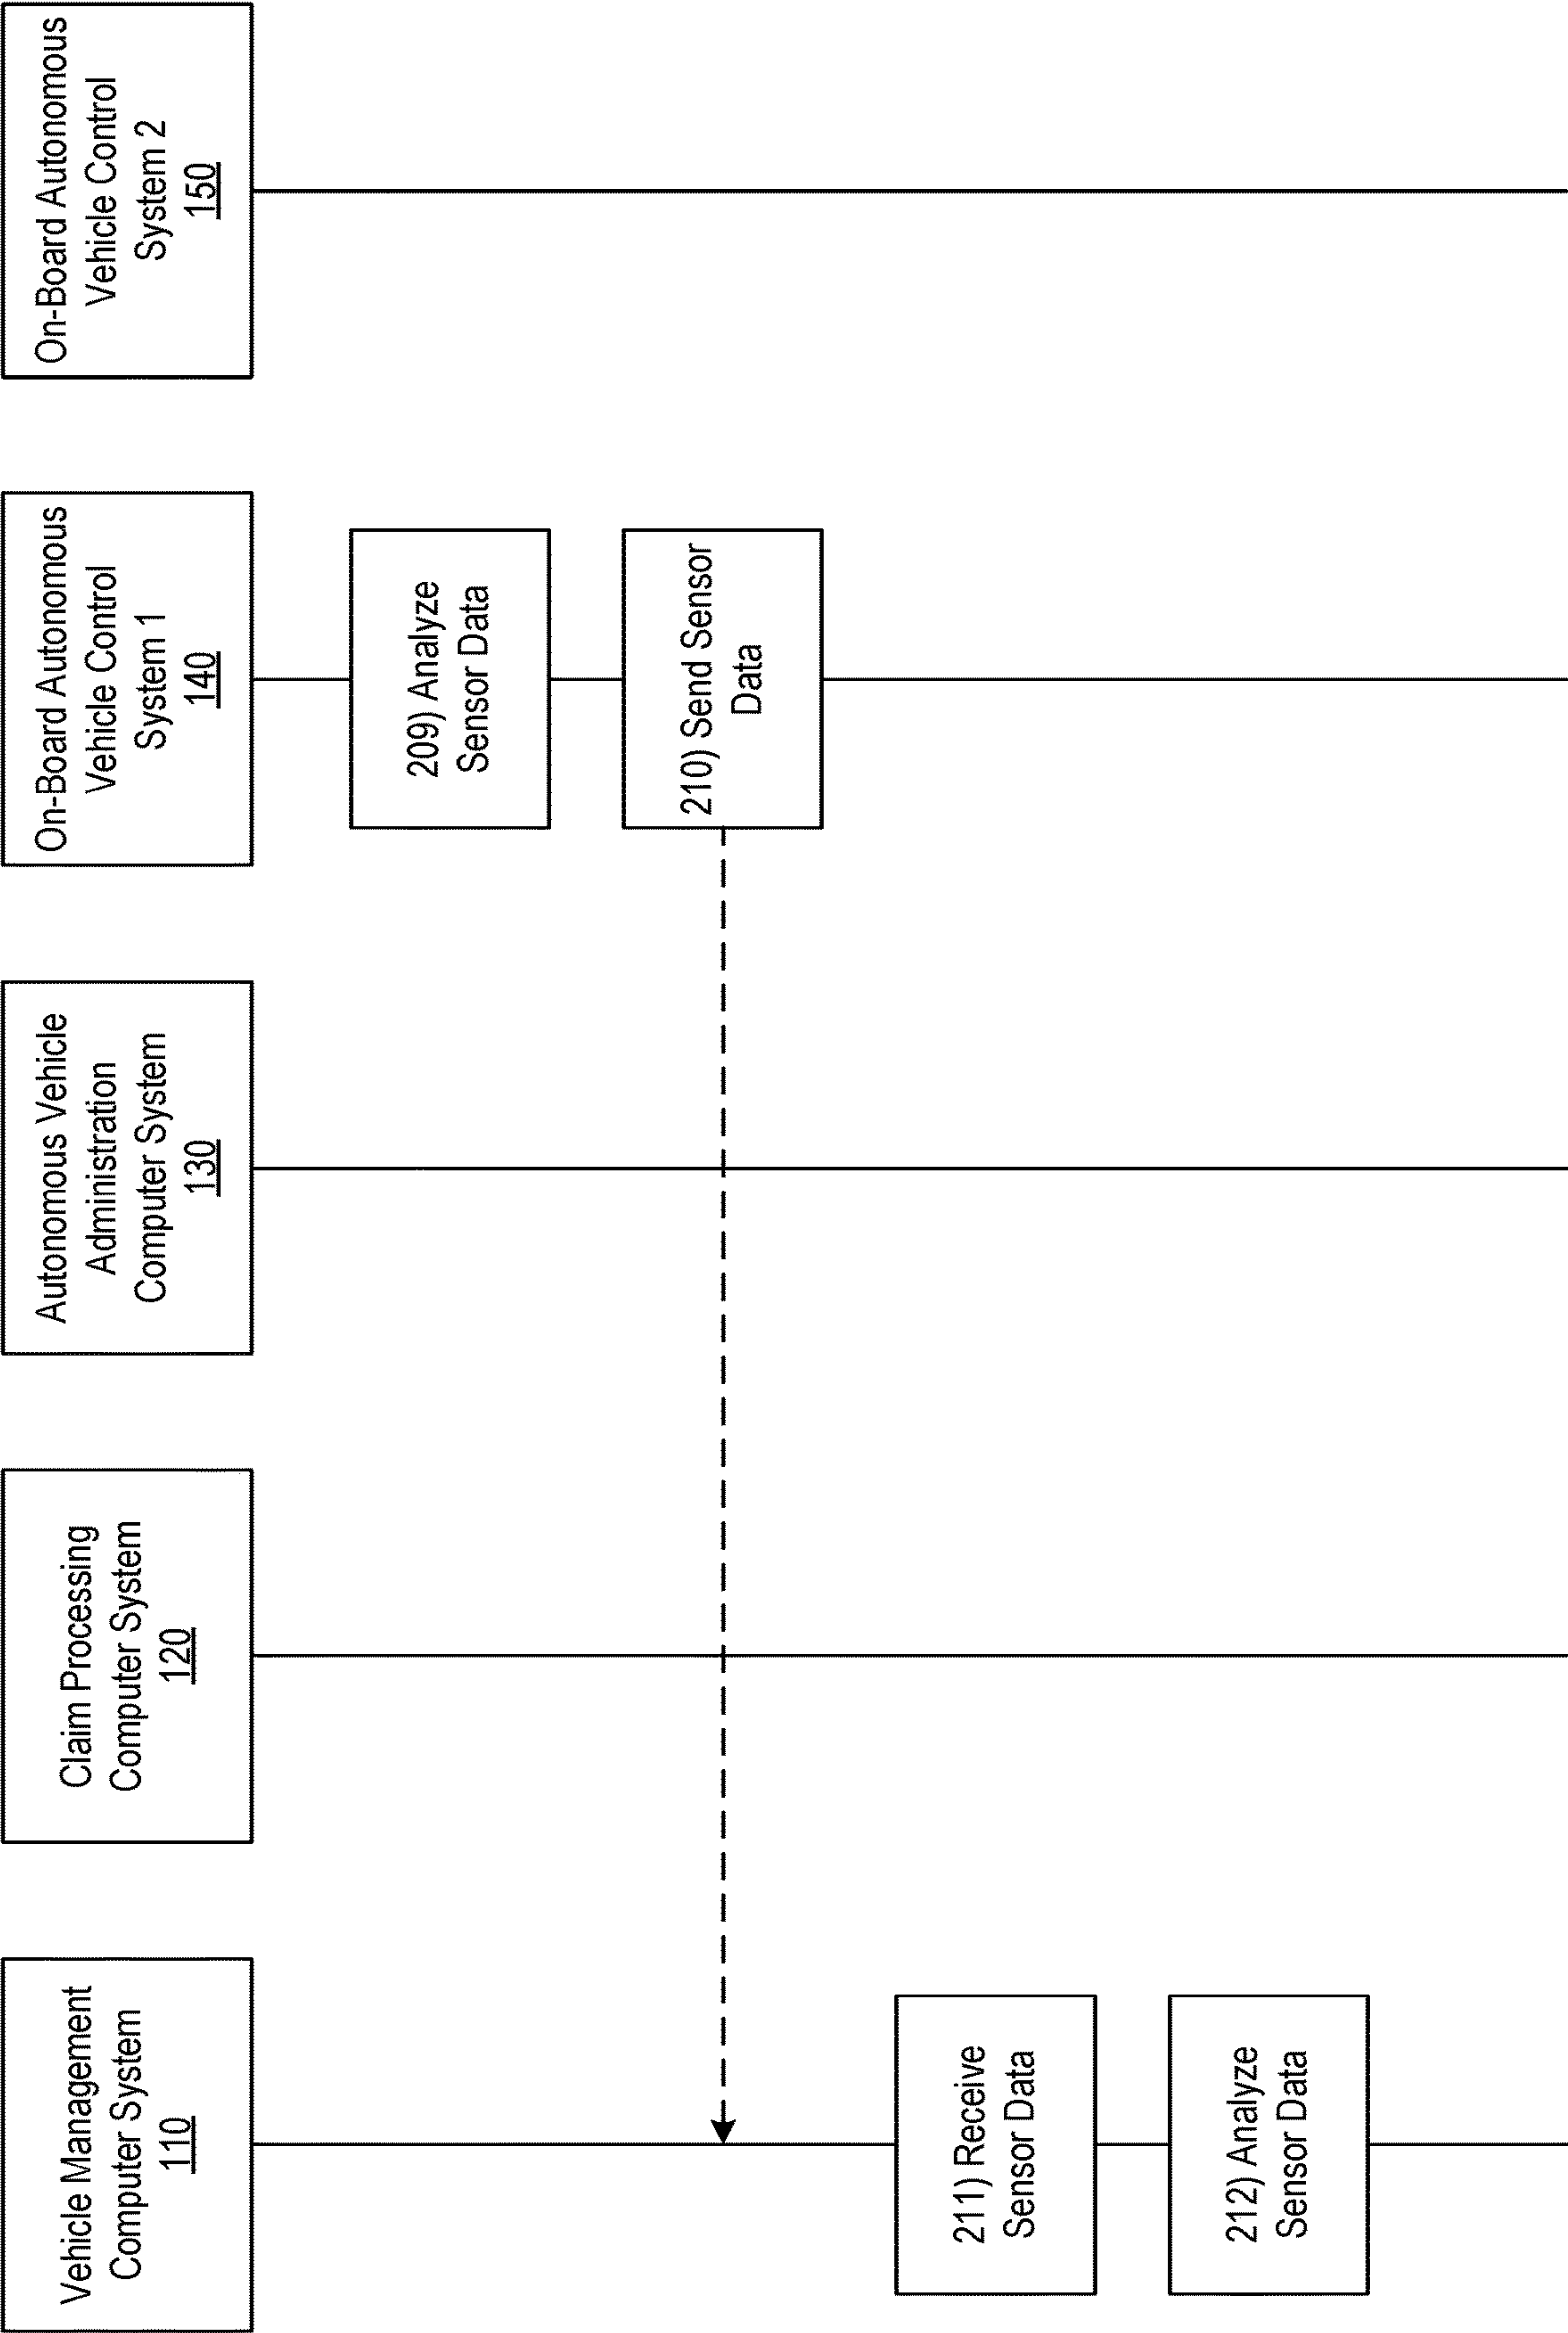 Vehicle Management
Computer System
110
Claim Processing
Computer System
120
Autonomous Vehicle
Administration
Computer System
130
On-Board Autonomous
Vehicle Control
System 1
140
On-Board Autonomous
Vehicle Control
System 2
150
209) Analyze
Sensor Data
210) Send Sensor
Data
211) Receive
Sensor Data
212) Analyze
Sensor Data